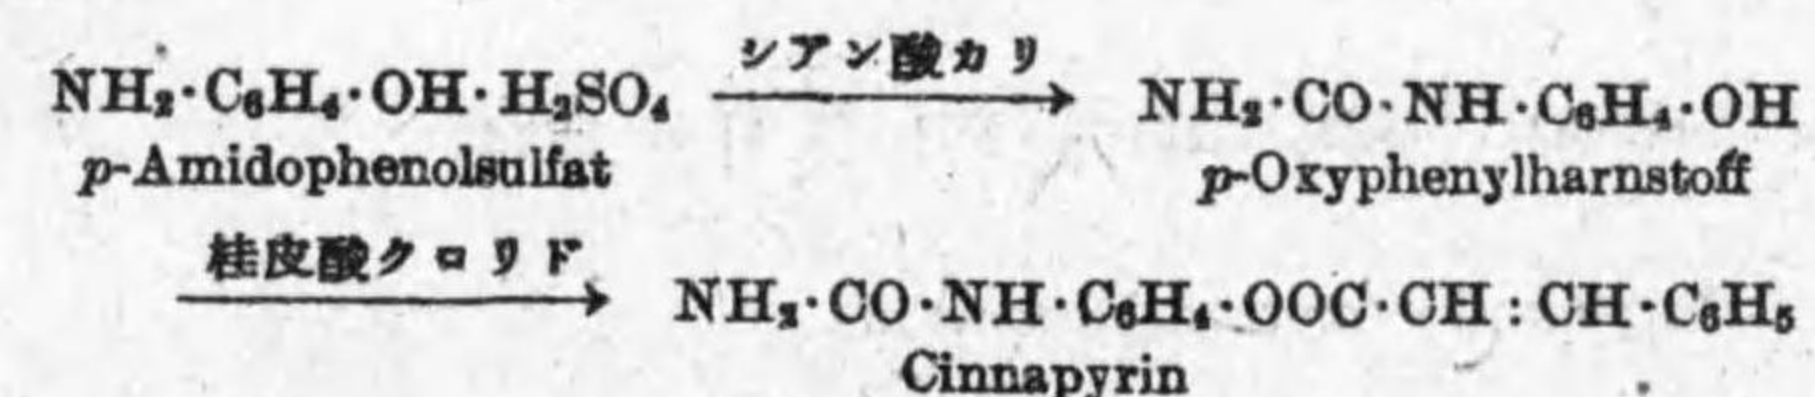 シアン酸カリ
NH₂·C₆H₄·OH·H₂SO₄ ⟶ NH₂·CO·NH·C₆H₄·OH
p-Amidophenolsulfat p-Oxyphenylharnstoff
桂皮酸クロリド
⟶ NH₂·CO·NH·C₆H₄·OOC·CH:CH·C₆H₅
Cinnapyrin